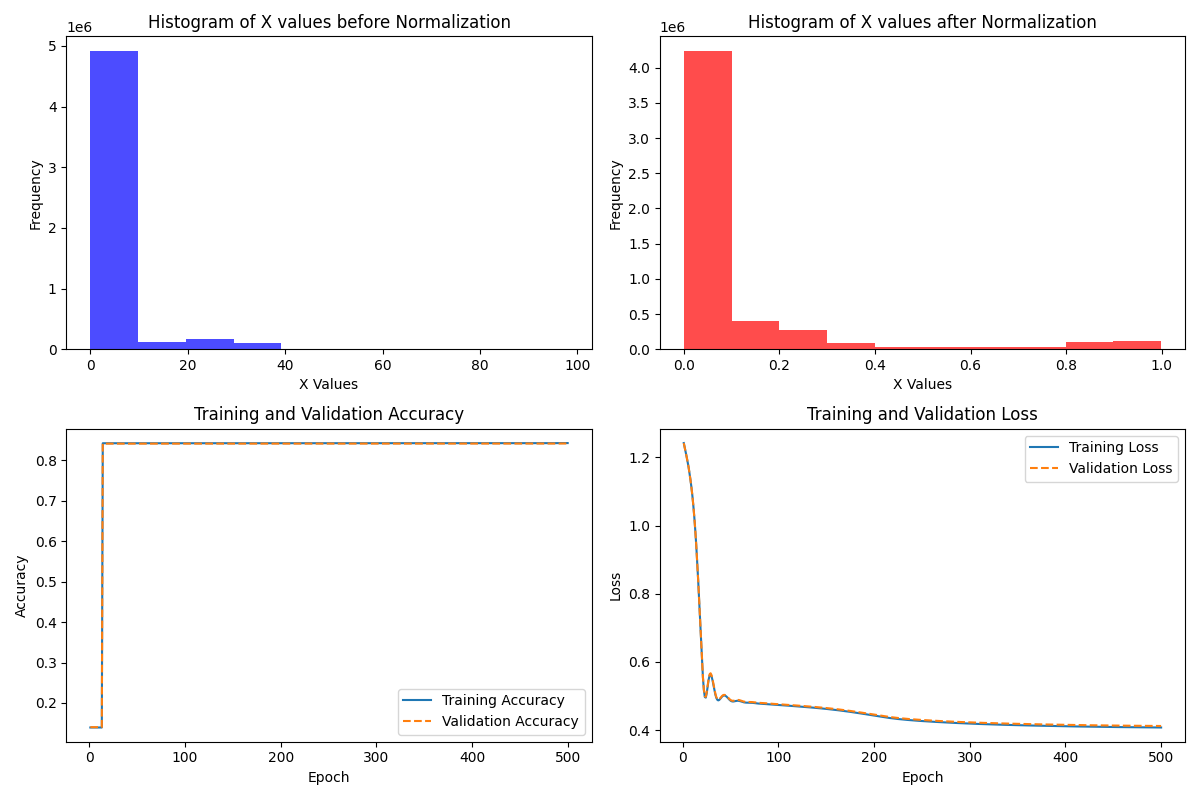 Histogram of X values before Normalization
1e6
5
4
3
2
1
0
Frequency
0 20 40 60 80 100
X Values
Histogram of X values after Normalization
1e6
4.0
3.5
3.0
2.5
2.0
1.5
1.0
0.5
0.0
Frequency
0.0 0.2 0.4 0.6 0.8 1.0
X Values
Training and Validation Accuracy
0.8
0.7
0.6
0.5
0.4
0.3
0.2
Accuracy
Training Accuracy
Validation Accuracy
0 100 200 300 400 500
Epoch
Training and Validation Loss
1.2
1.0
0.8
0.6
0.4
Loss
Training Loss
Validation Loss
0 100 200 300 400 500
Epoch